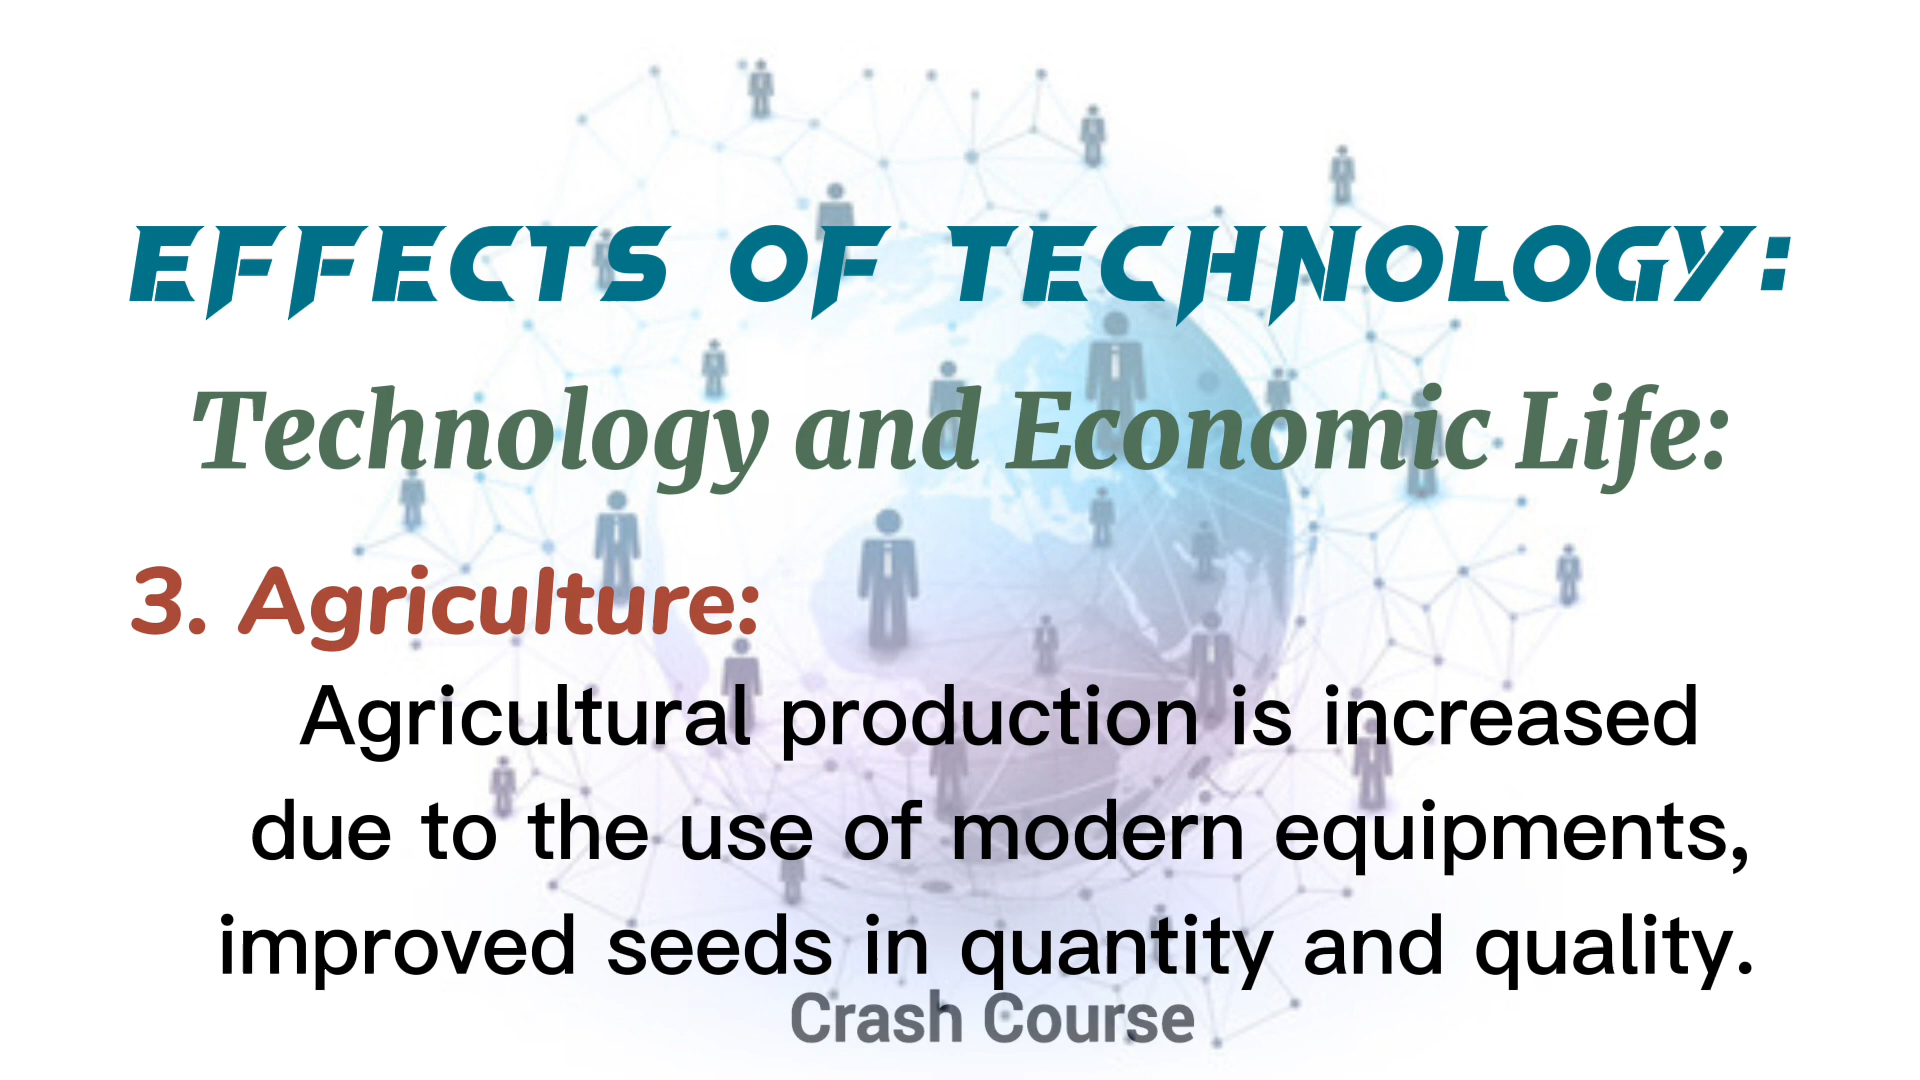 EFFECTS OF TECHNOLOGY:
Technology and Economic Life:
3. Agriculture:
Agricultural production is increased
due to the use of modern equipments,
improved seeds in quantity and quality.
Crash Course